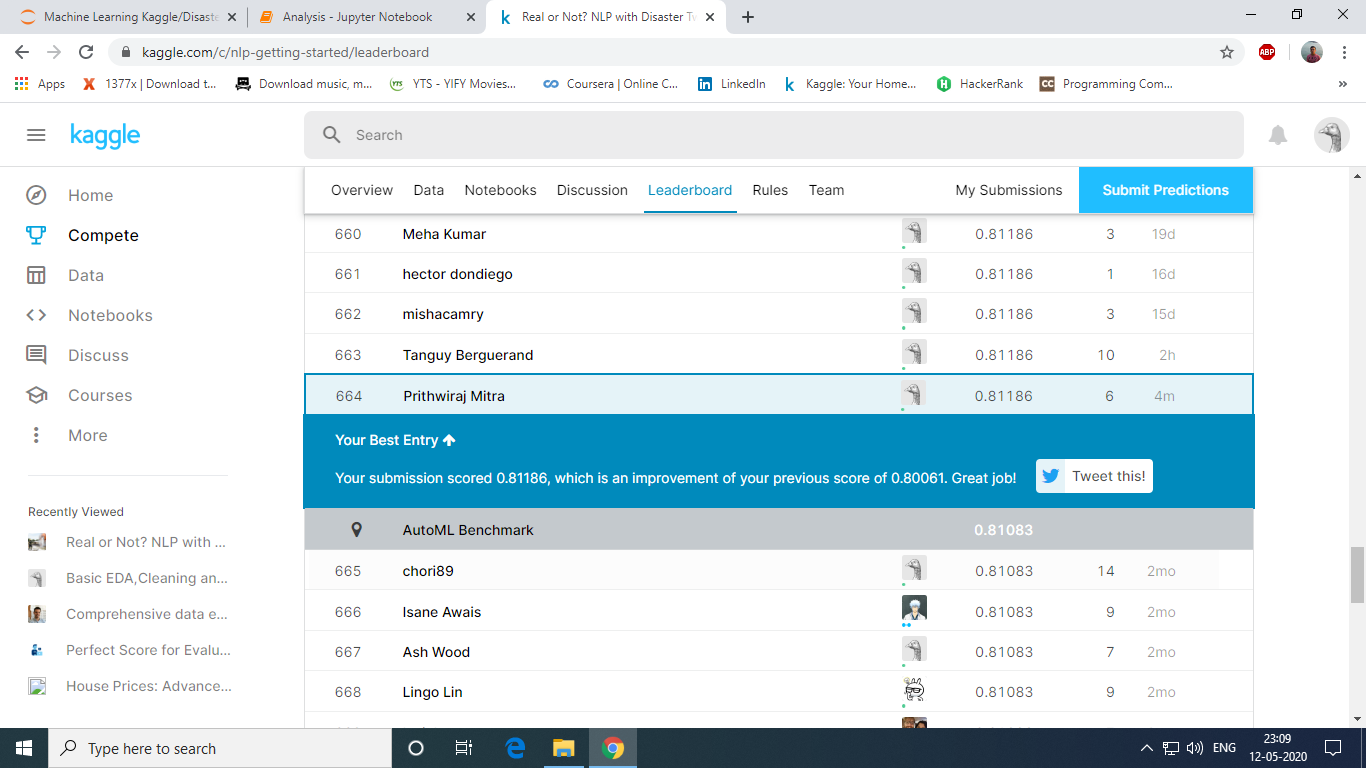 Machine Learning Kaggle/Disaste
Analysis - Jupyter Notebook
Real or Not? NLP with Disaster Tw
kaggle.com/c/nlp-getting-started/leaderboard
ABP
Apps
1377x | Download t...
Download music, m...
YTS - YIFY Movies...
Coursera | Online C...
LinkedIn
Kaggle: Your Home...
HackerRank
Programming Com...
kaggle
Search
Home
Compete
Data
Notebooks
Discuss
Courses
More
Recently Viewed
Real or Not? NLP with ...
Basic EDA,Cleaning an...
Comprehensive data e...
Perfect Score for Evalu...
House Prices: Advance...
Overview Data Notebooks Discussion Leaderboard Rules Team My Submissions Submit Predictions
660 Meha Kumar 0.81186 3 19d
661 hector dondiego 0.81186 1 16d
662 mishacamry 0.81186 3 15d
663 Tanguy Berguerand 0.81186 10 2h
664 Prithwiraj Mitra 0.81186 6 4m
Your Best Entry
Your submission scored 0.81186, which is an improvement of your previous score of 0.80061. Great job! Tweet this!
AutoML Benchmark 0.81083
665 chori89 0.81083 14 2mo
666 Isane Awais 0.81083 9 2mo
667 Ash Wood 0.81083 7 2mo
668 Lingo Lin 0.81083 9 2mo
Type here to search
ENG
23:09
12-05-2020